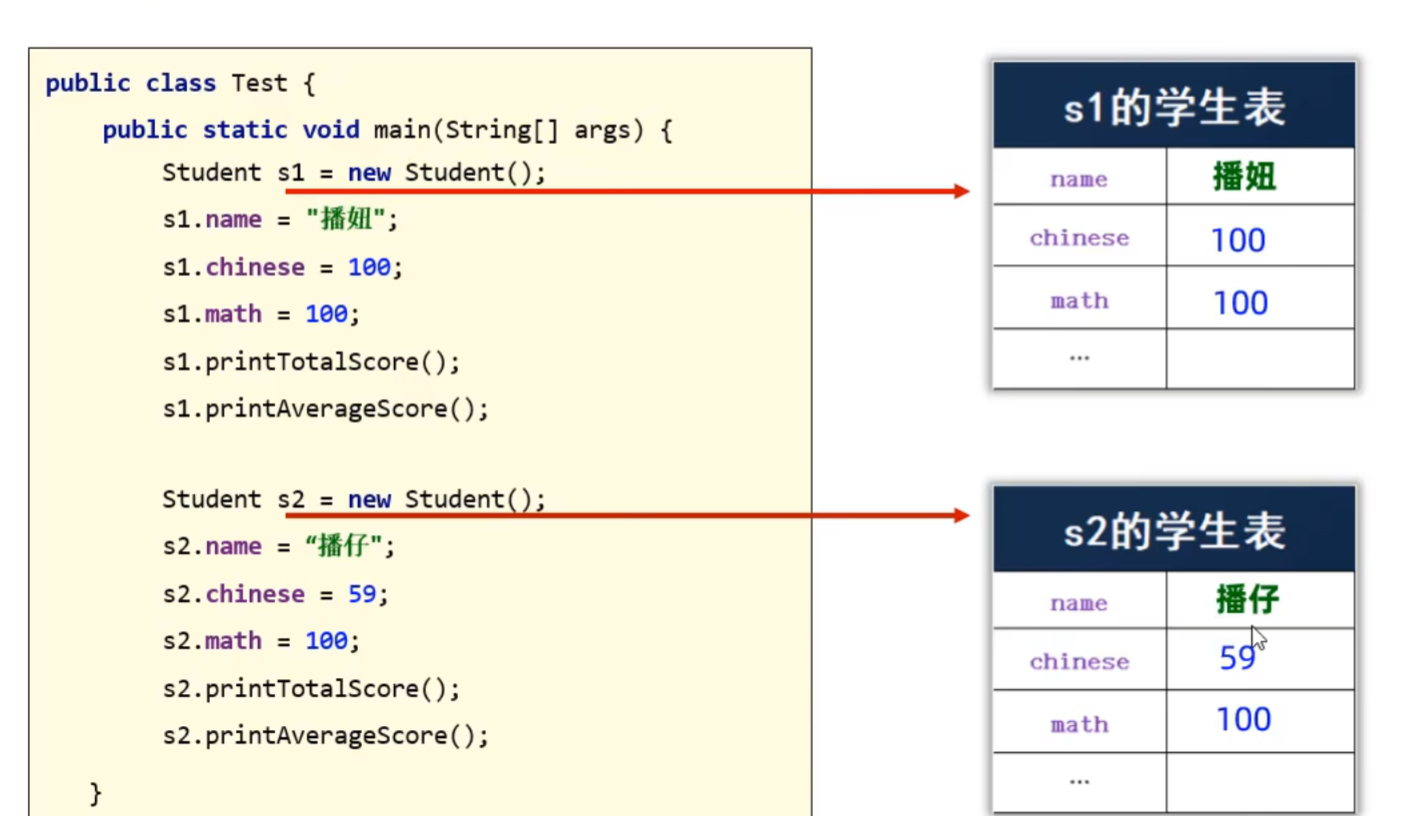 public class Test {
public static void main(String[] args) {
Student s1 = new Student();
s1.name = "播妞";
s1.chinese = 100;
s1.math = 100;
s1.printTotalScore();
s1.printAverageScore();
Student s2 = new Student();
s2.name = “播仔";
s2.chinese = 59;
s2.math = 100;
s2.printTotalScore();
s2.printAverageScore();
}
s1的学生表
name 播妞
chinese 100
math 100
...
s2的学生表
name 播仔
chinese 59
math 100
...